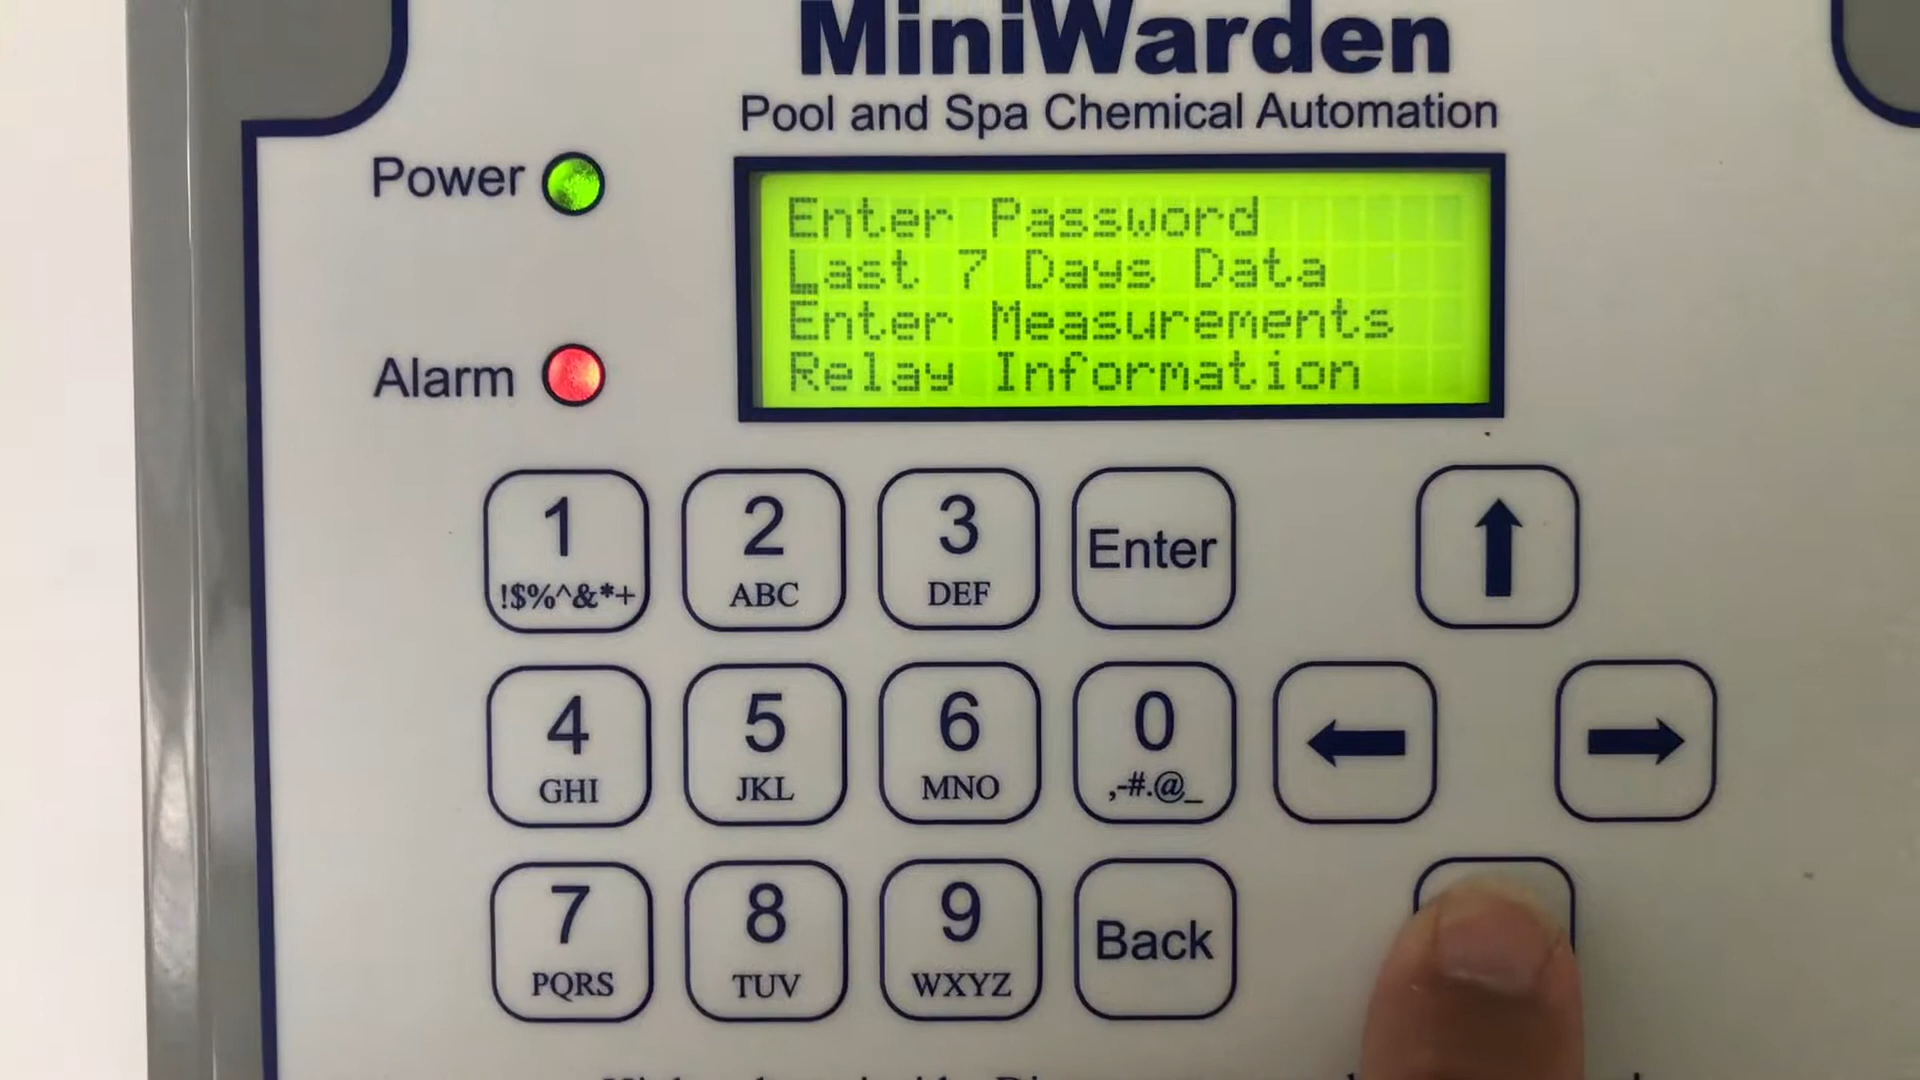 MiniWarden
Pool and Spa Chemical Automation
Power
Enter Password
Last 7 Days Data
Enter Measurements
Relay Information
Alarm
1
!$%^&*+
2
ABC
3
DEF
Enter
4
GHI
5
JKL
6
MNO
0
,-#.@_
7
PQRS
8
TUV
9
WXYZ
Back